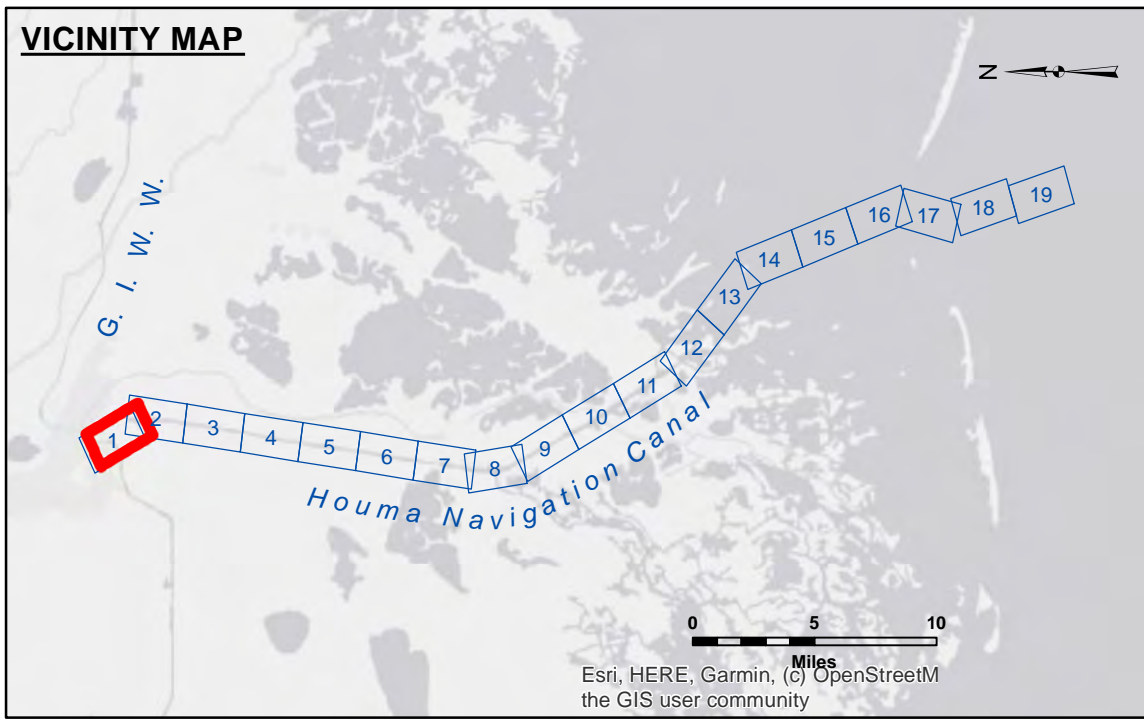 VICINITY MAP
N
G. I. W. W.
1
2
3
4
5
6
7
8
9
10
11
12
13
14
15
16
17
18
19
Houma Navigation Canal
0 5 10
Miles
Esri, HERE, Garmin, (c) OpenStreetM
the GIS user community